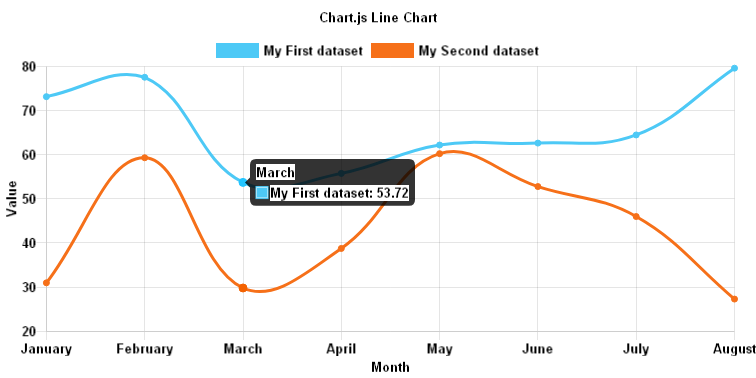 Chart.js Line Chart
My First dataset My Second dataset
80
70
60
50
40
30
20
Value
March
My First dataset: 53.72
January February March April May June July August
Month